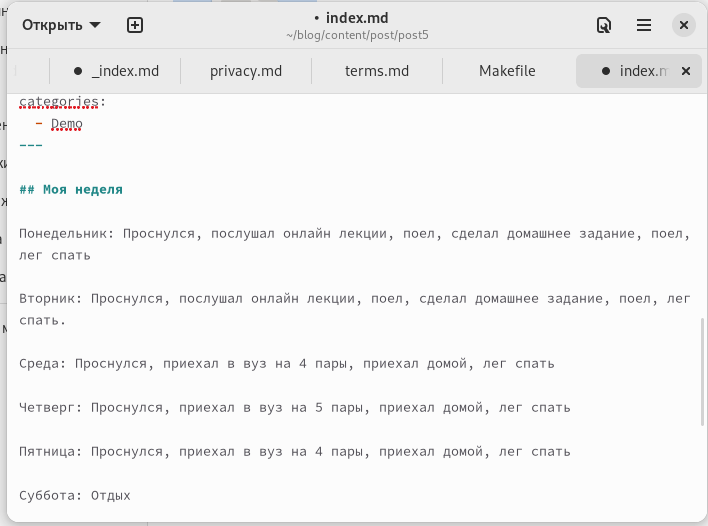 Открыть
• index.md
~/blog/content/post/post5
_index.md
privacy.md
terms.md
Makefile
index.m
categories:
- Demo
---
## Моя неделя
Понедельник: Проснулся, послушал онлайн лекции, поел, сделал домашнее задание, поел,
лег спать
Вторник: Проснулся, послушал онлайн лекции, поел, сделал домашнее задание, поел, лег
спать.
Среда: Проснулся, приехал в вуз на 4 пары, приехал домой, лег спать
Четверг: Проснулся, приехал в вуз на 5 пары, приехал домой, лег спать
Пятница: Проснулся, приехал в вуз на 4 пары, приехал домой, лег спать
Суббота: Отдых